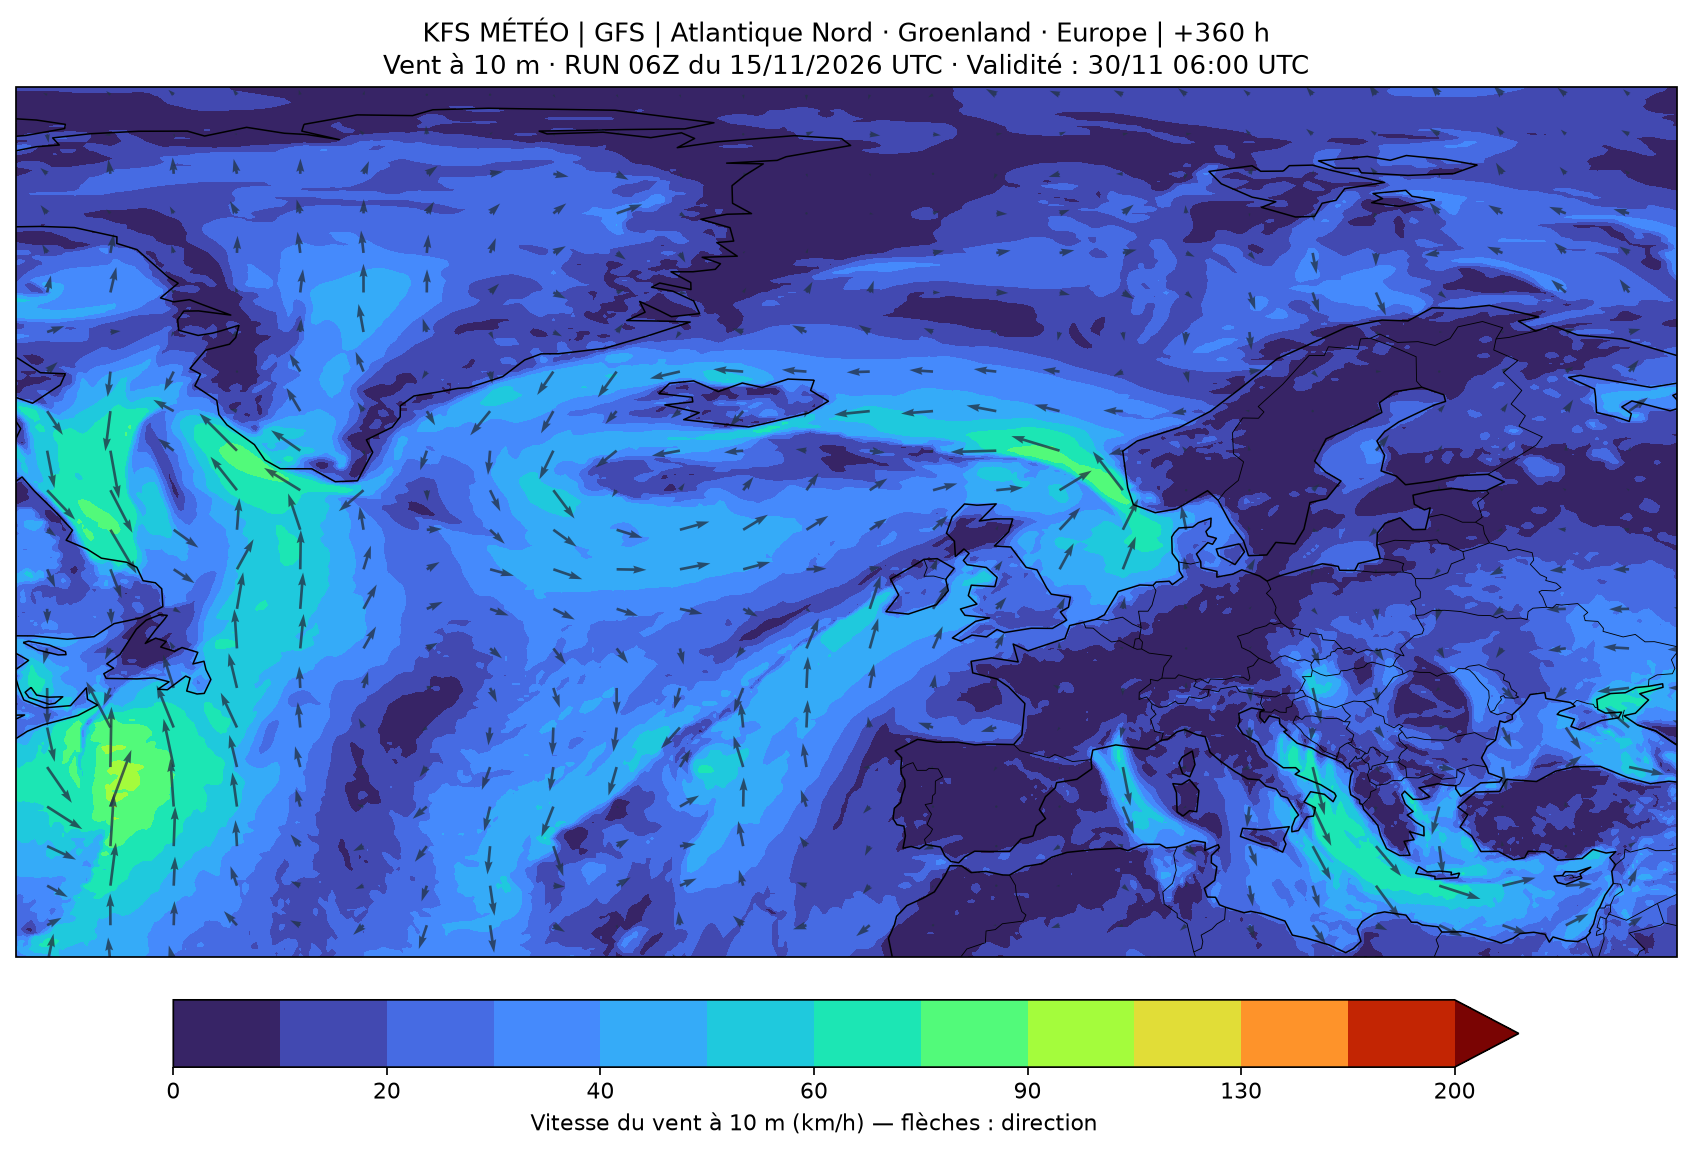 KFS MÉTÉO | GFS | Atlantique Nord · Groenland · Europe | +360 h
Vent à 10 m · RUN 06Z du 15/11/2026 UTC · Validité : 30/11 06:00 UTC
0 20 40 60 90 130 200
Vitesse du vent à 10 m (km/h) — flèches : direction